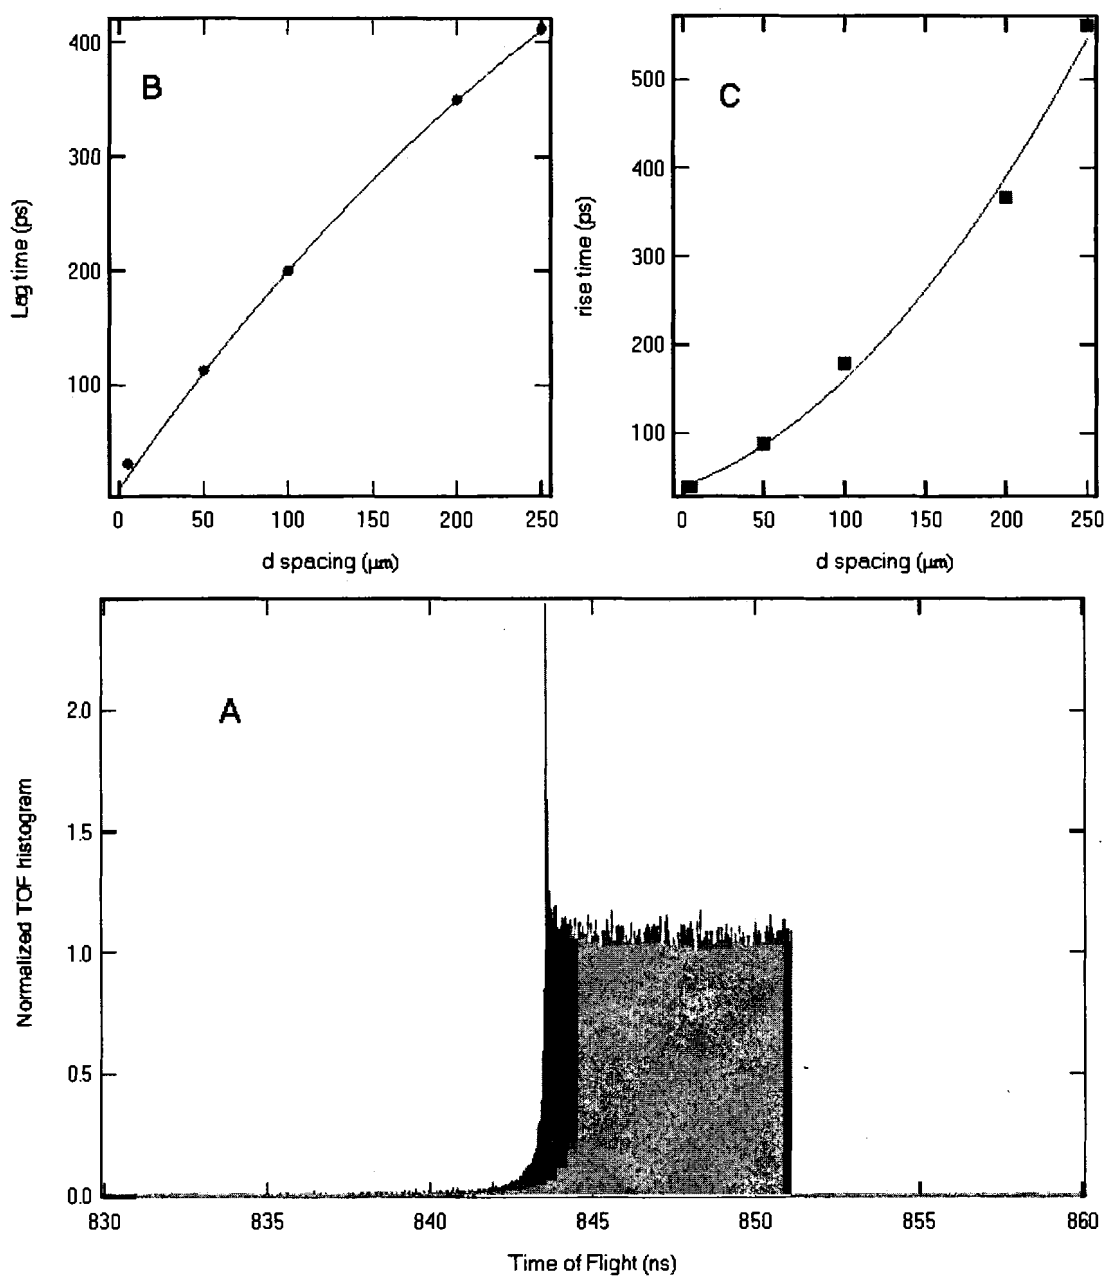 B
400
300
200
100
Lag time (ps)
0 50 100 150 200 250
d spacing (µm)
C
500
400
300
200
100
rise time (ps)
0 50 100 150 200 250
d spacing (µm)
A
2.0
1.5
1.0
0.5
0.0
Normalized TOF histogram
830 835 840 845 850 855 860
Time of Flight (ns)